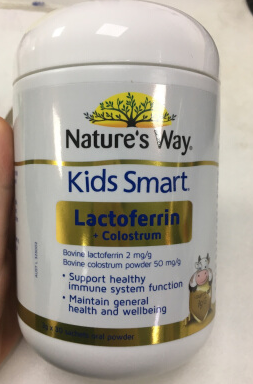 Nature's Way®
Kids Smart®
Lactoferrin
+ Colostrum
Bovine lactoferrin 2 mg/g
Bovine colostrum powder 50 mg/g
• Support healthy
immune system function
• Maintain general
health and wellbeing
powder